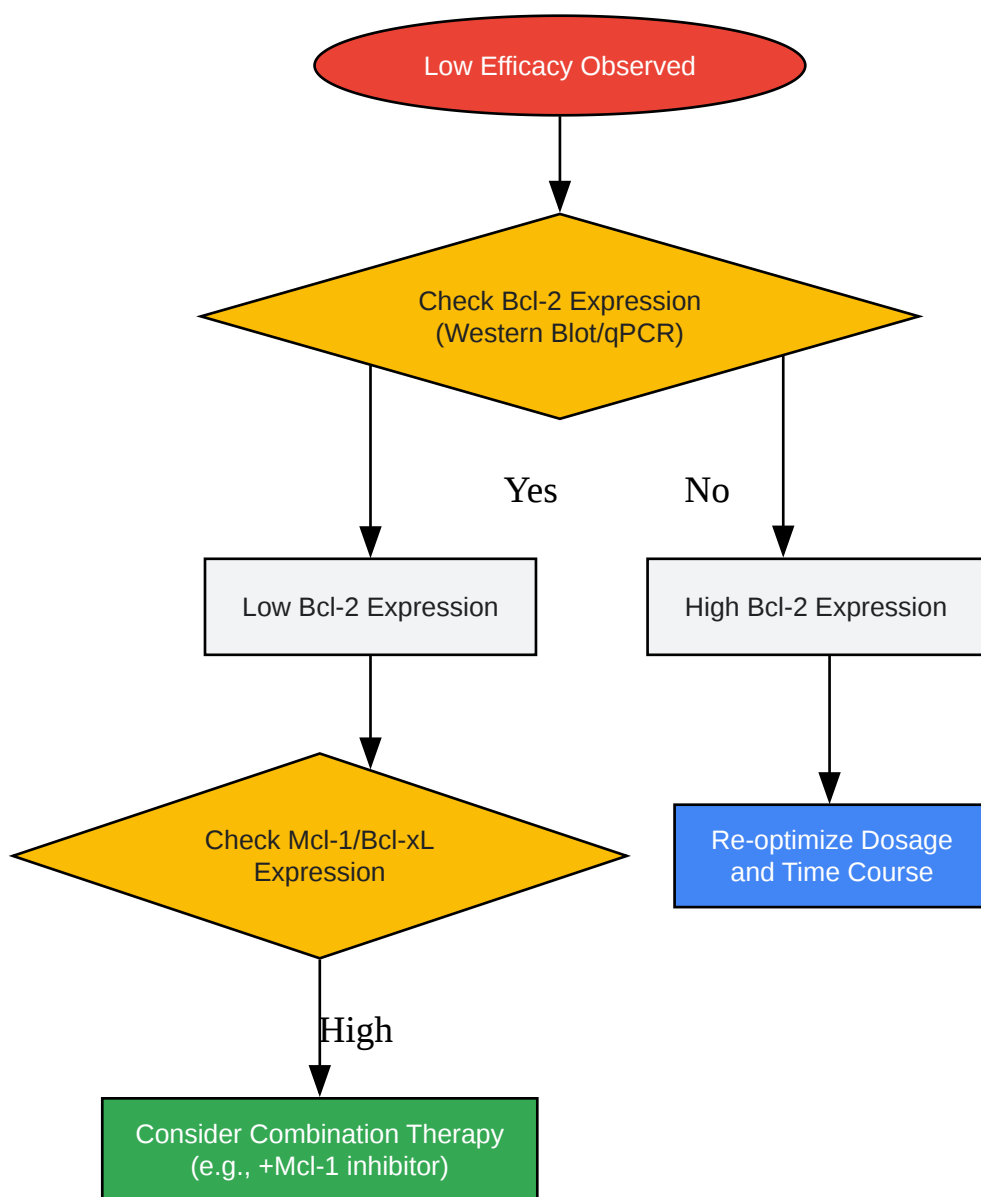 Low Efficacy Observed
Check Bcl-2 Expression
(Western Blot/qPCR)
Yes
No
Low Bcl-2 Expression
High Bcl-2 Expression
Check Mcl-1/Bcl-xL
Expression
Re-optimize Dosage
and Time Course
High
Consider Combination Therapy
(e.g., +Mcl-1 inhibitor)